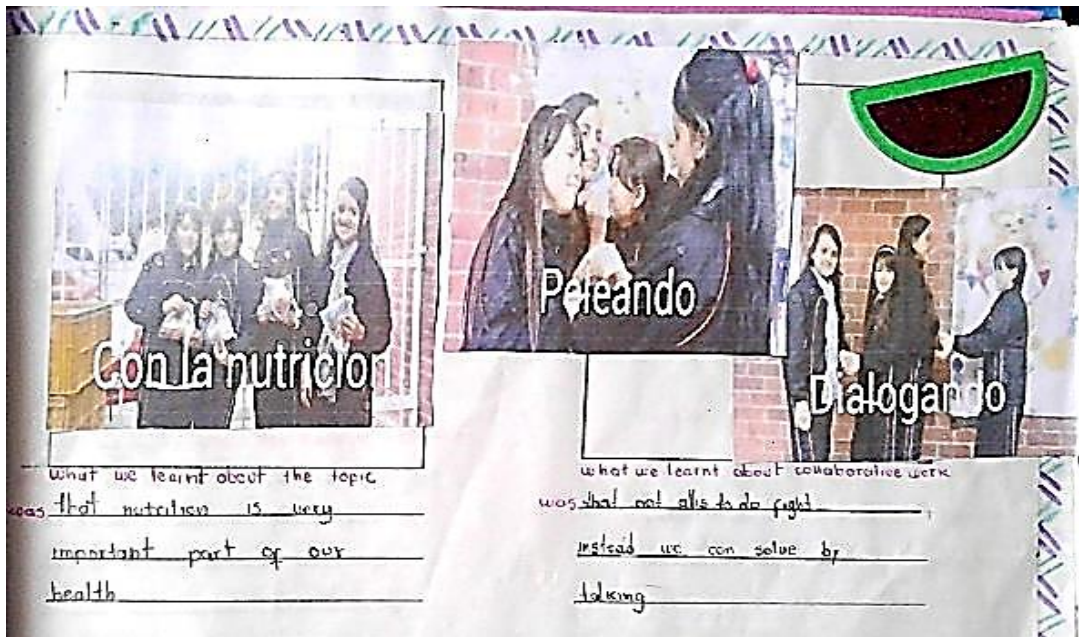 Con la nutricion
Peleando
Dialogando
what we learnt about the topic
was that nutrition is very
important part of our
health
what we learnt about collaborative work
was that not all is to do fight
instead we can solve by
talking